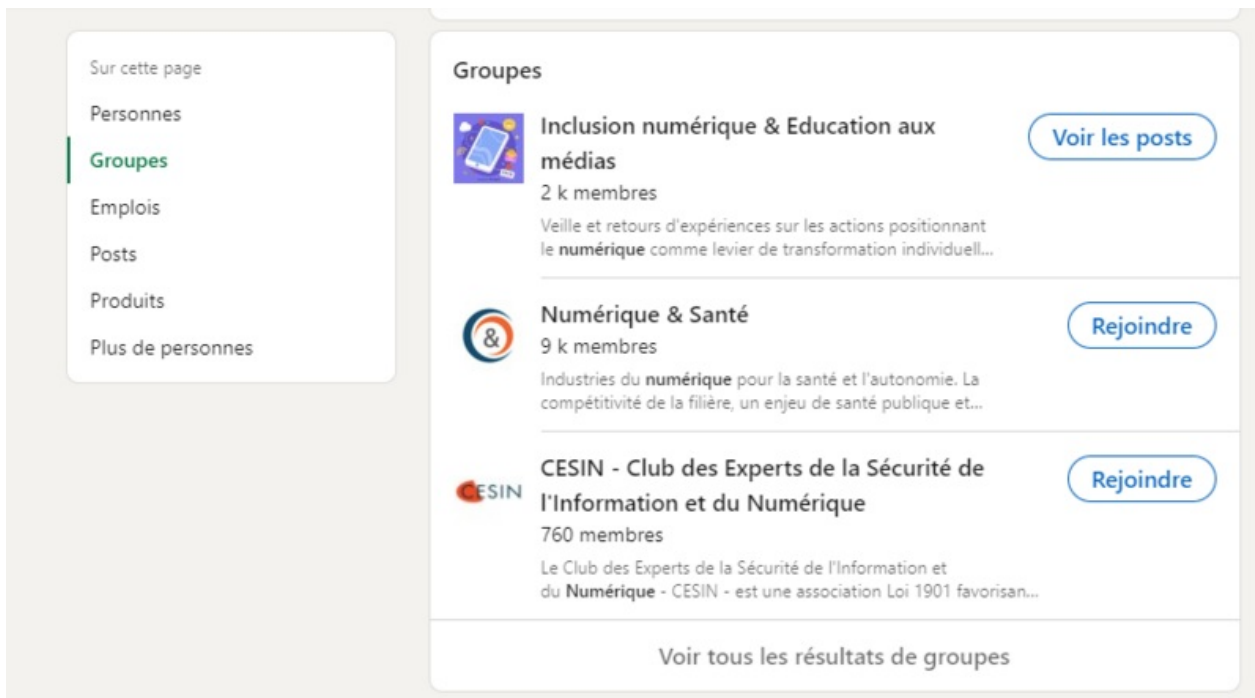 Sur cette page
Personnes
Groupes
Emplois
Posts
Produits
Plus de personnes
Groupes
Inclusion numérique & Education aux
médias
2 k membres
Veille et retours d'expériences sur les actions positionnant
le numérique comme levier de transformation individuell...
Voir les posts
&
Numérique & Santé
9 k membres
Industries du numérique pour la santé et l'autonomie. La
compétitivité de la filière, un enjeu de santé publique et...
Rejoindre
CESIN
CESIN - Club des Experts de la Sécurité de
l'Information et du Numérique
760 membres
Le Club des Experts de la Sécurité de l'Information et
du Numérique - CESIN - est une association Loi 1901 favorisan...
Rejoindre
Voir tous les résultats de groupes